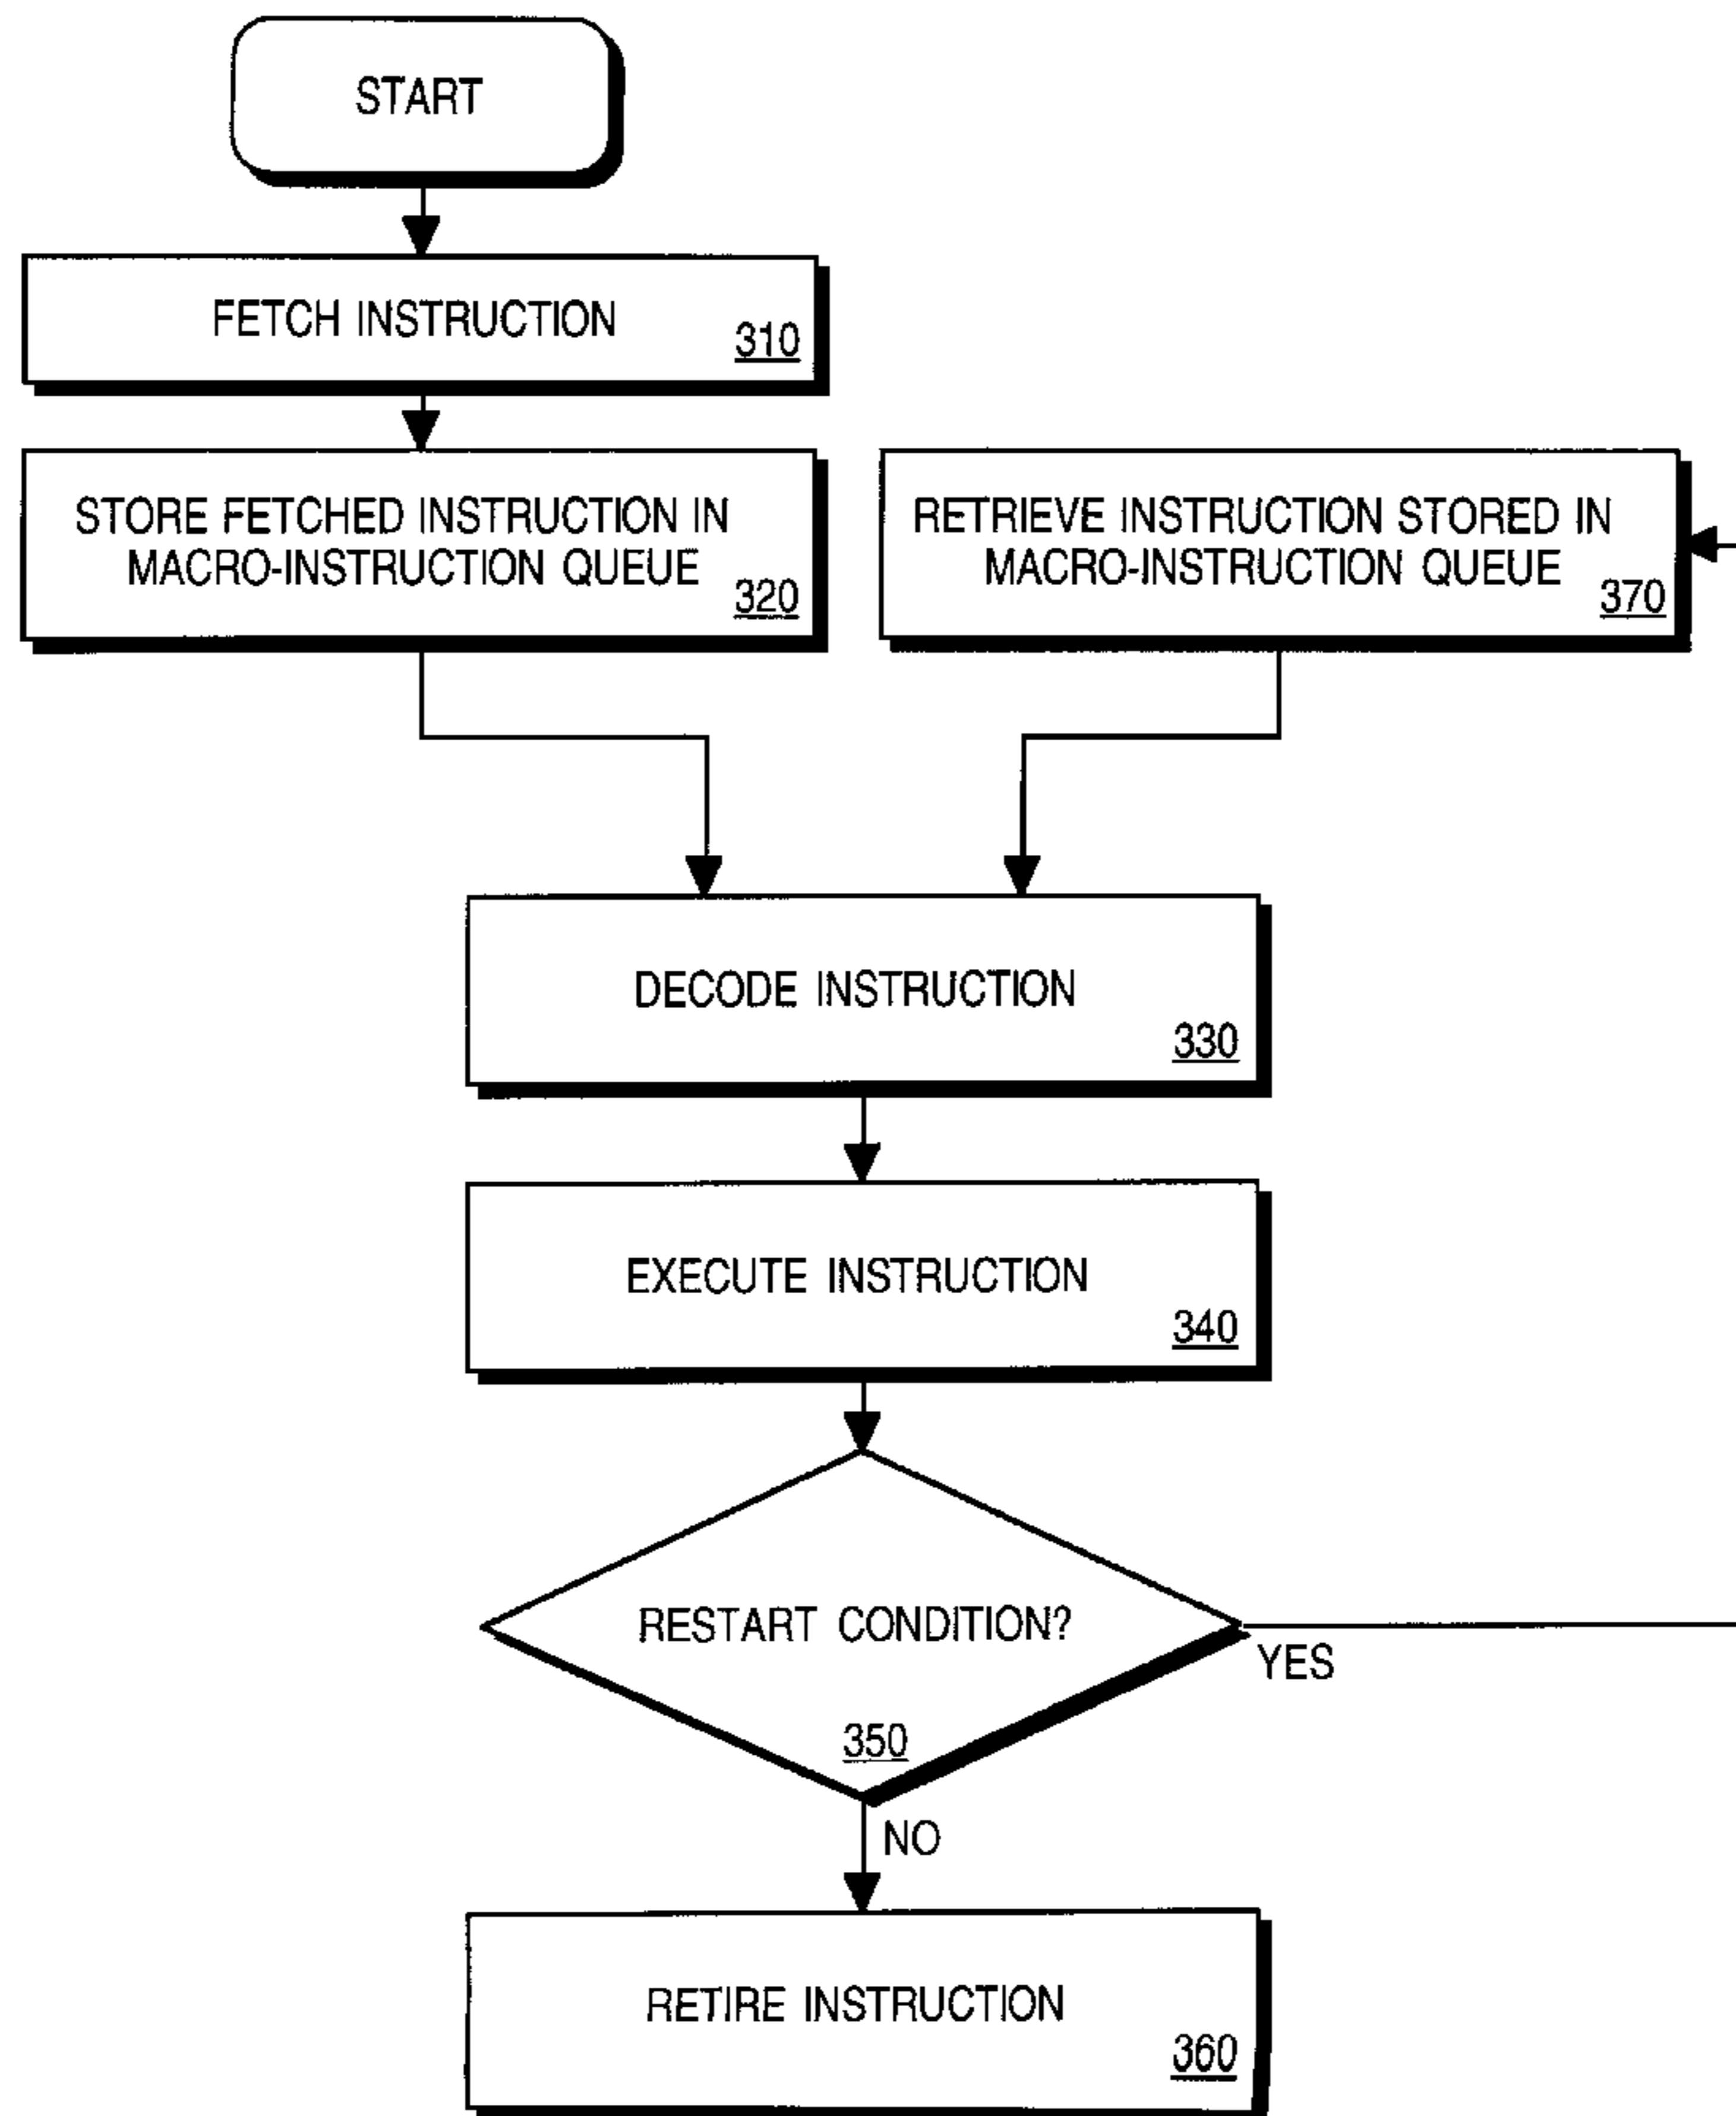 START
FETCH INSTRUCTION
310
STORE FETCHED INSTRUCTION IN
MACRO-INSTRUCTION QUEUE
320
RETRIEVE INSTRUCTION STORED IN
MACRO-INSTRUCTION QUEUE
370
DECODE INSTRUCTION
330
EXECUTE INSTRUCTION
340
RESTART CONDITION?
350
YES
NO
RETIRE INSTRUCTION
360